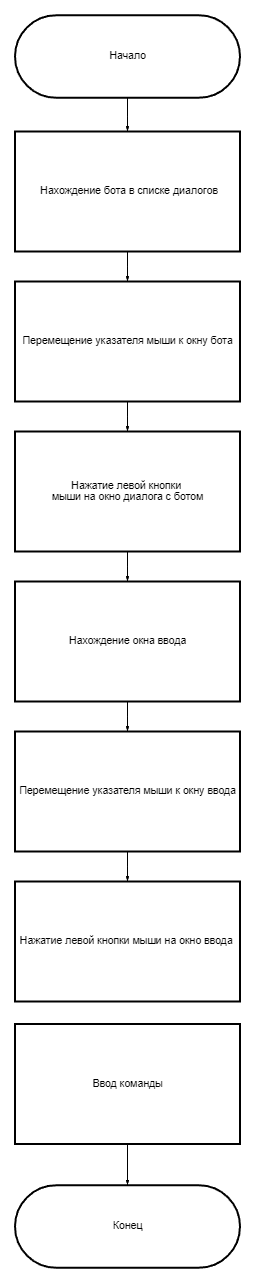 Начало
Нахождение бота в списке диалогов
Перемещение указателя мыши к окну бота
Нажатие левой кнопки
мыши на окно диалога с ботом
Нахождение окна ввода
Перемещение указателя мыши к окну ввода
Нажатие левой кнопки мыши на окно ввода
Ввод команды
Конец